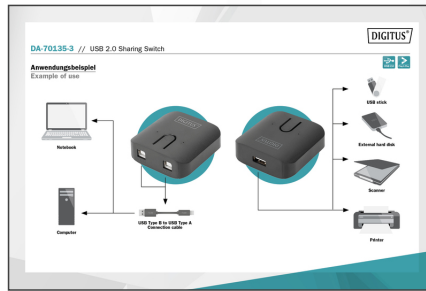 DIGITUS®
DA-70135-3 // USB 2.0 Sharing Switch
Anwendungsbeispiel
Example of use
USB stick
Notebook
External hard disk
Scanner
USB Type B to USB Type A
Connection cable
Computer
Printer